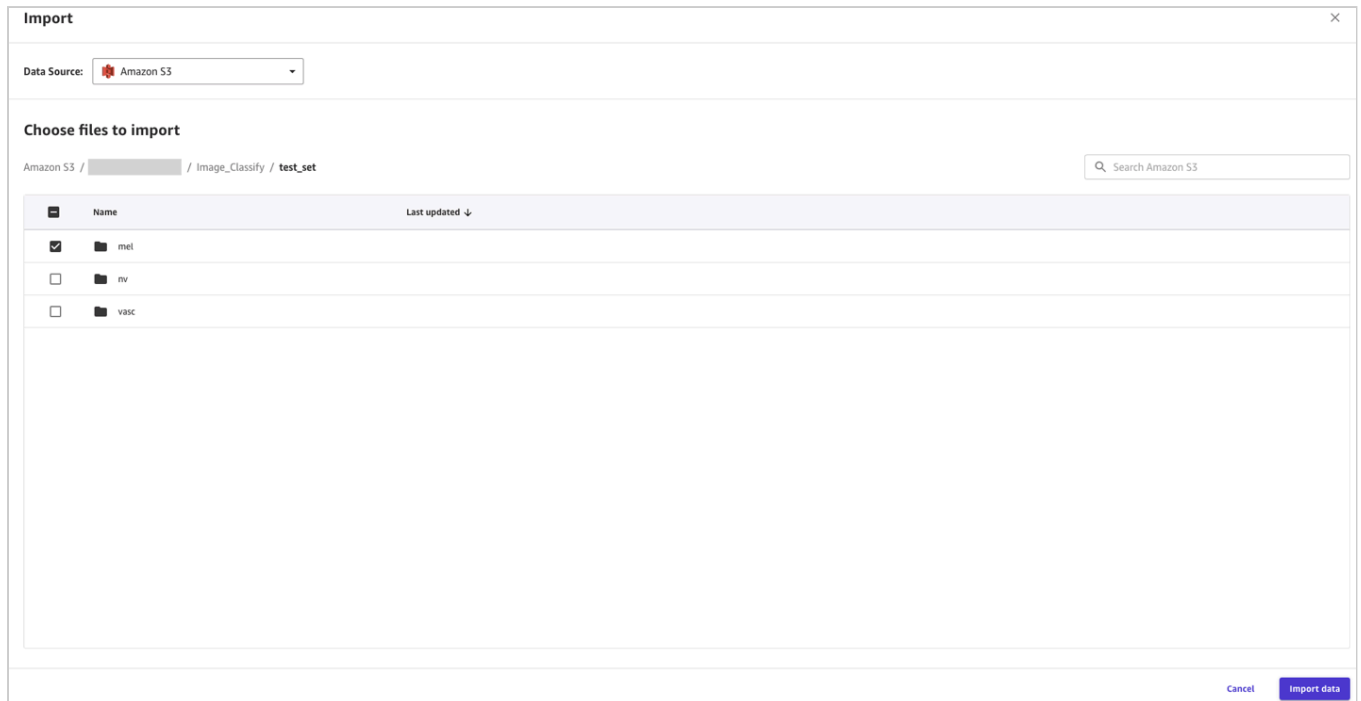 Import
Data Source: Amazon S3
Choose files to import
Amazon S3 / / Image_Classify / test_set
Search Amazon S3
Name Last updated ↓
mel
nv
vasc
Cancel Import data